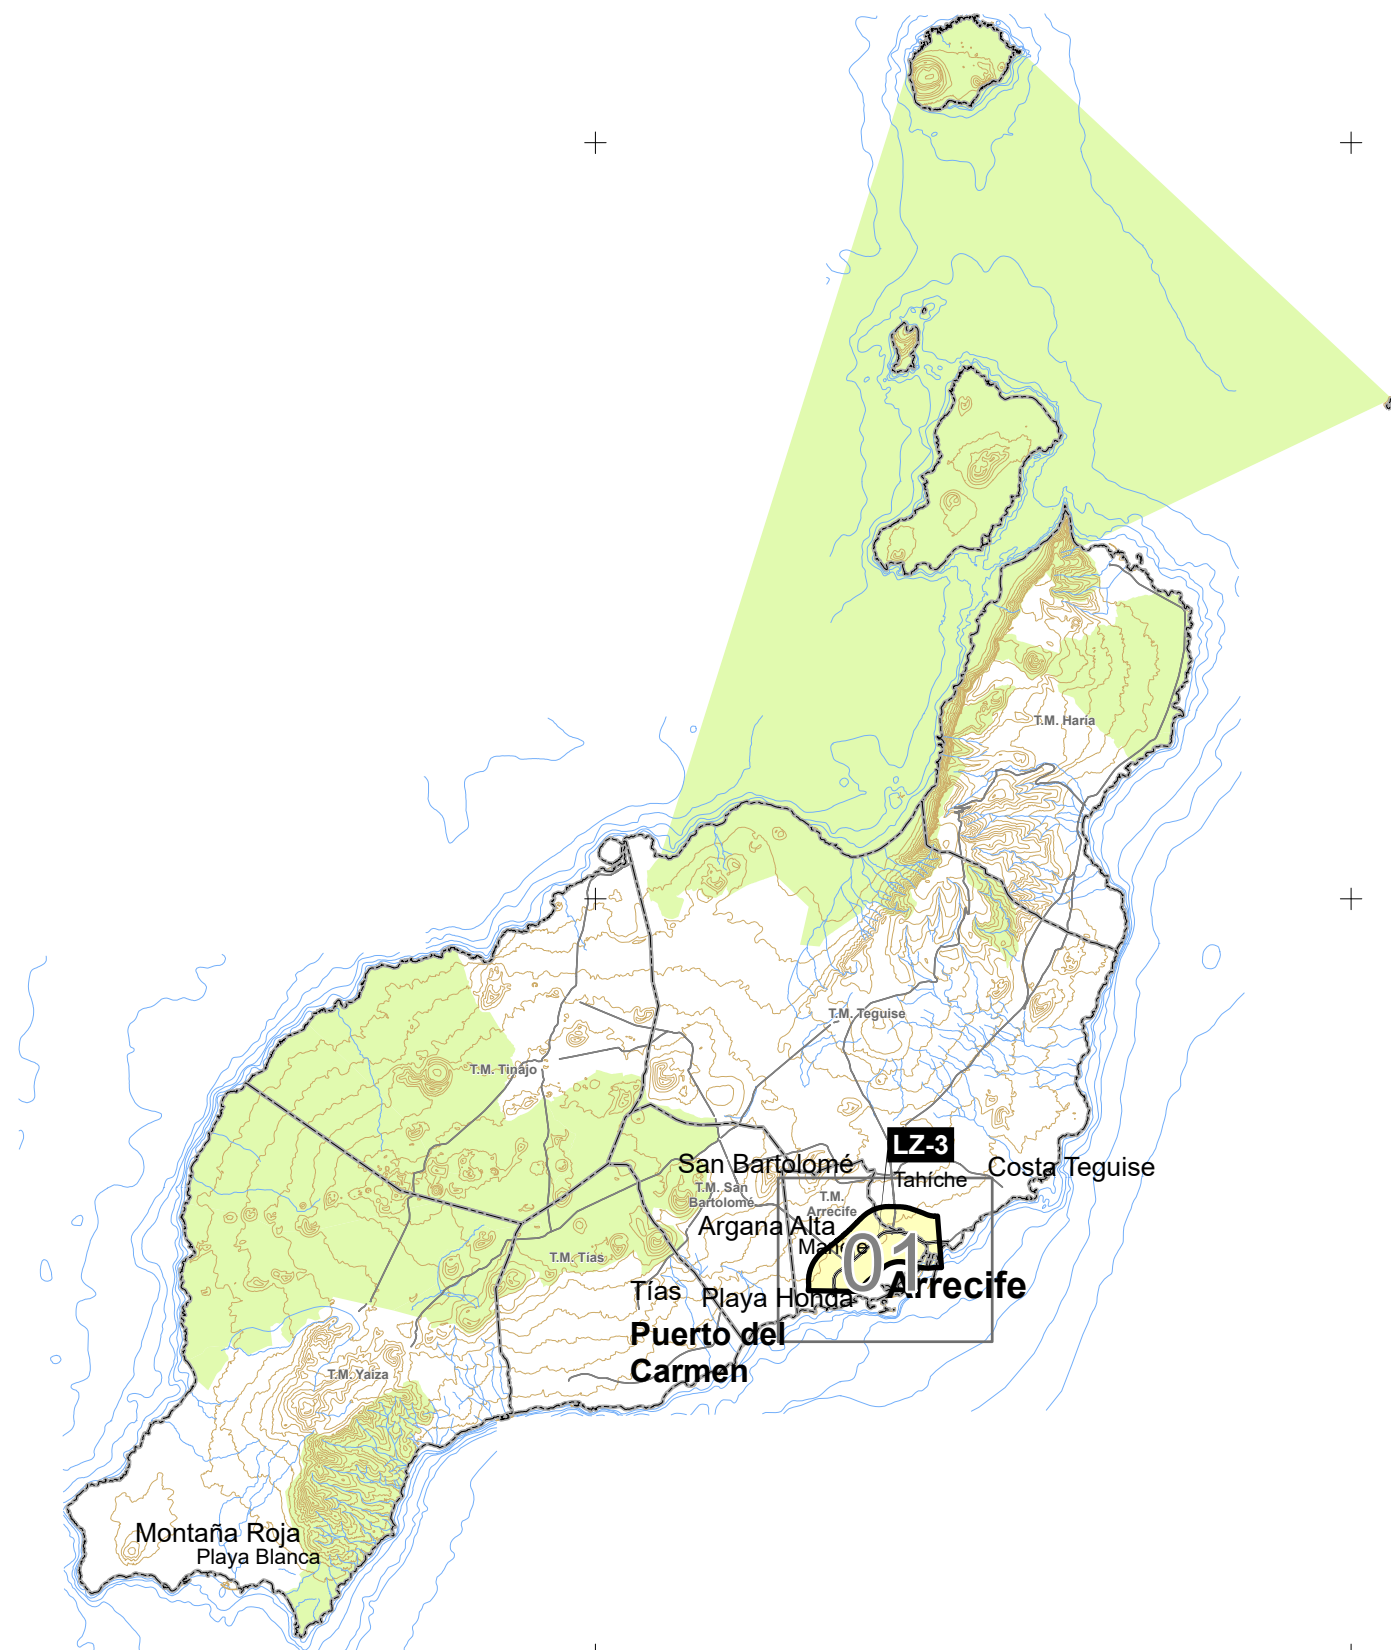 T.M. Haría
T.M. Teguise
T.M. Tinajo
LZ-3
San Bartolomé
Tahíche
Costa Teguise
T.M. San
Bartolomé
T.M.
Arrecife
Argana Alta
01
T.M. Tías
Tías
Playa Honda
Arrecife
Puerto del
Carmen
T.M. Yaiza
Montaña Roja
Playa Blanca